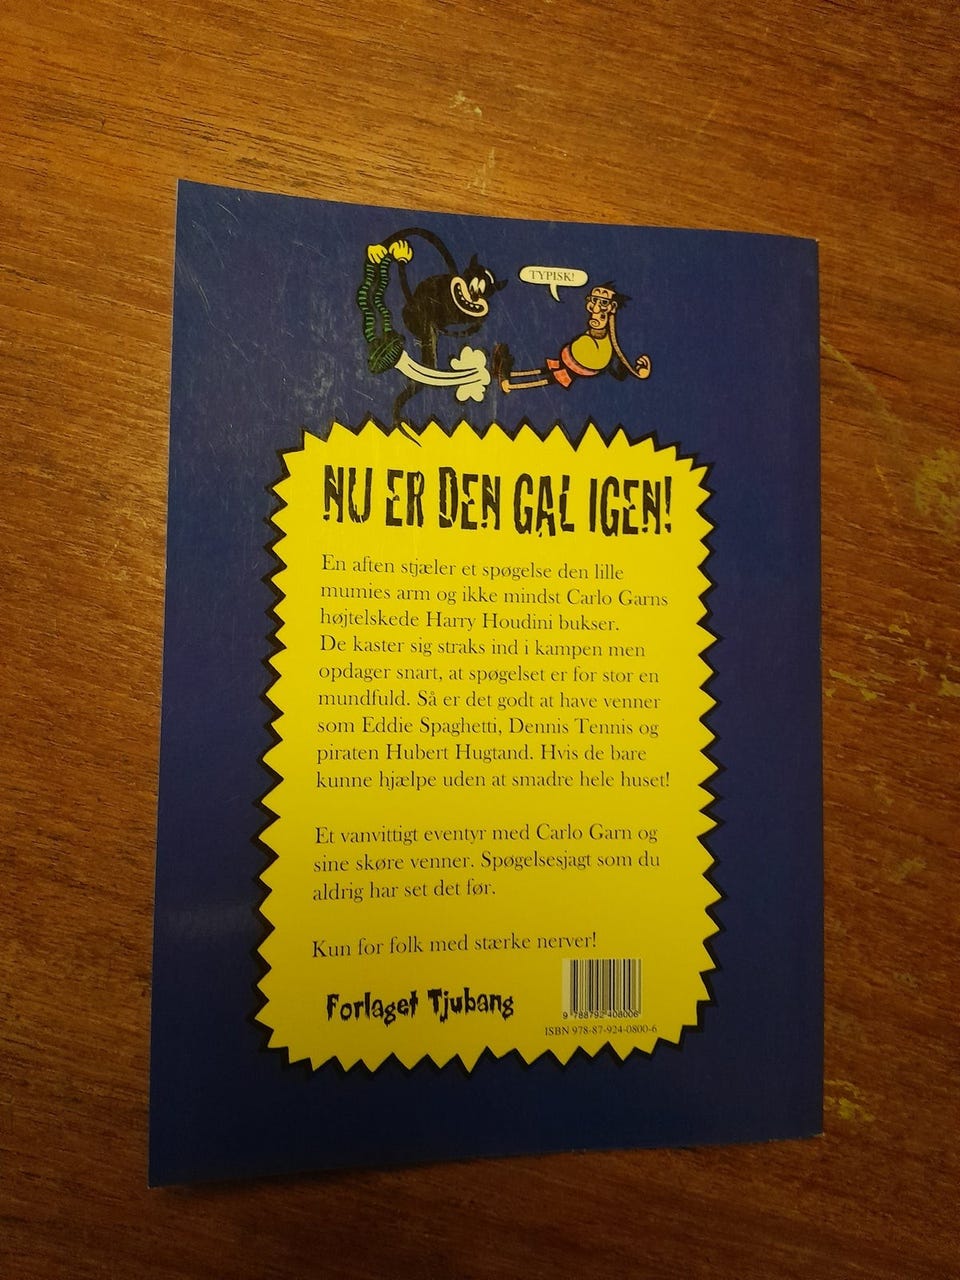 TYPISK!
NU ER DEN GAL IGEN!
En aften stjæler et spøgelse den lille
mumies arm og ikke mindst Carlo Garns
højtelskede Harry Houdini bukser.
De kaster sig straks ind i kampen men
opdager snart, at spøgelset er for stor en
mundfuld. Så er det godt at have venner
som Eddie Spaghetti, Dennis Tennis og
piraten Hubert Hugtand. Hvis de bare
kunne hjælpe uden at smadre hele huset!
Et vanvittigt eventyr med Carlo Garn og
sine skøre venner. Spøgelsesjagt som du
aldrig har set det før.
Kun for folk med stærke nerver!
Forlaget Tjubang
9 788792 408006
ISBN 978-87-924-0800-6